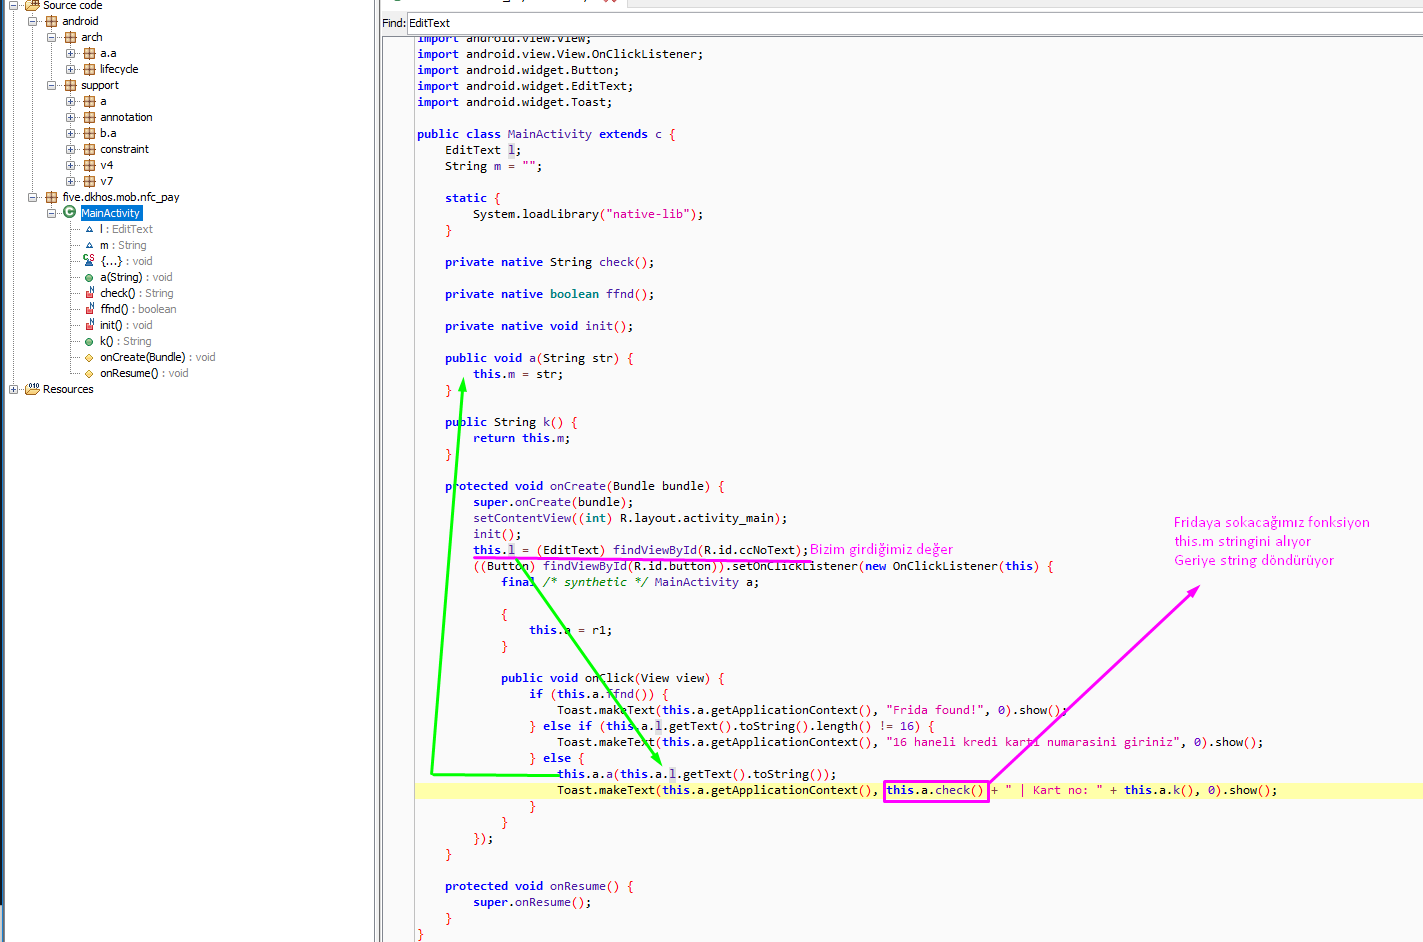 Source code
android
arch
a.a
lifecycle
support
a
annotation
b.a
constraint
v4
v7
five.dkhos.mob.nfc_pay
MainActivity
l : EditText
m : String
{...} : void
a(String) : void
check() : String
ffnd() : boolean
init() : void
k() : String
onCreate(Bundle) : void
onResume() : void
Resources
Find: EditText
import android.view.View;
import android.view.View.OnClickListener;
import android.widget.Button;
import android.widget.EditText;
import android.widget.Toast;
public class MainActivity extends c {
EditText l;
String m = "";
static {
System.loadLibrary("native-lib");
}
private native String check();
private native boolean ffnd();
private native void init();
public void a(String str) {
this.m = str;
}
public String k() {
return this.m;
}
protected void onCreate(Bundle bundle) {
super.onCreate(bundle);
setContentView((int) R.layout.activity_main);
init();
this.l = (EditText) findViewById(R.id.ccNoText); Bizim girdiğimiz değer
((Button) findViewById(R.id.button)).setOnClickListener(new OnClickListener(this) {
final /* synthetic */ MainActivity a;
{
this.a = r1;
}
public void onClick(View view) {
if (this.a.ffnd()) {
Toast.makeText(this.a.getApplicationContext(), "Frida found!", 0).show();
} else if (this.a.l.getText().toString().length() != 16) {
Toast.makeText(this.a.getApplicationContext(), "16 haneli kredi karti numarasini giriniz", 0).show();
} else {
this.a.a(this.a.l.getText().toString());
Toast.makeText(this.a.getApplicationContext(), this.a.check() + " | Kart no: " + this.a.k(), 0).show();
}
}
});
}
protected void onResume() {
super.onResume();
}
}
Fridaya sokacağımız fonksiyon
this.m stringini alıyor
Geriye string döndürüyor